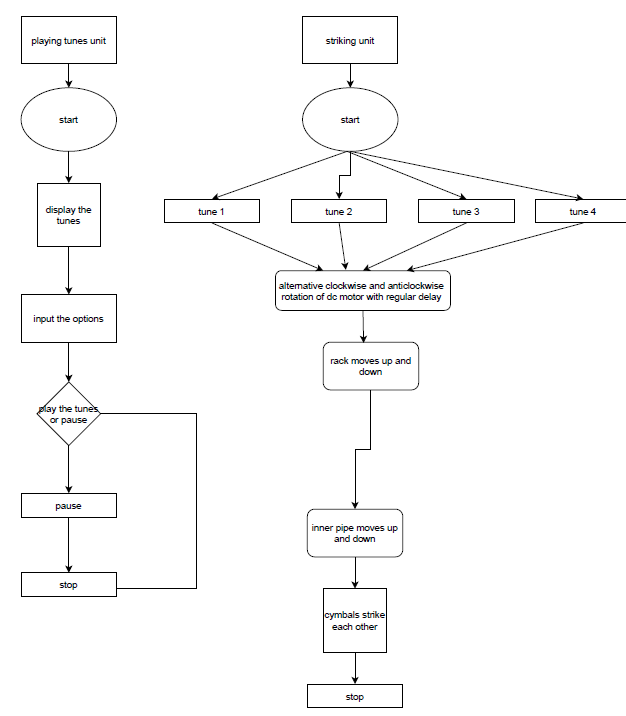 playing tunes unit
start
display the
tunes
input the options
play the tunes
or pause
pause
stop
striking unit
start
tune 1
tune 2
tune 3
tune 4
alternative clockwise and anticlockwise
rotation of dc motor with regular delay
rack moves up and
down
inner pipe moves up
and down
cymbals strike
each other
stop